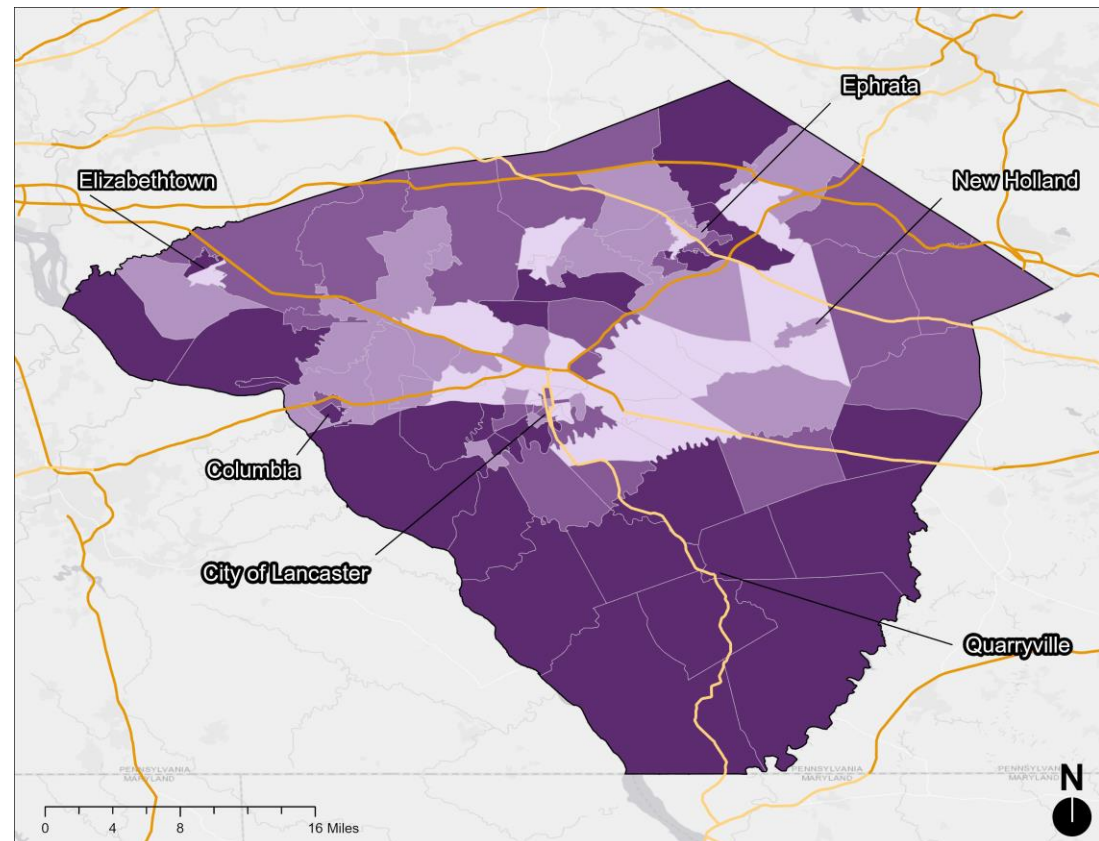 Ephrata
Elizabethtown
New Holland
Columbia
City of Lancaster
Quarryville
PENNSYLVANIA
MARYLAND
PENNSYLVANIA
MARYLAND
PENNSYLVANIA
MARYLAND
N
0 4 8 16 Miles